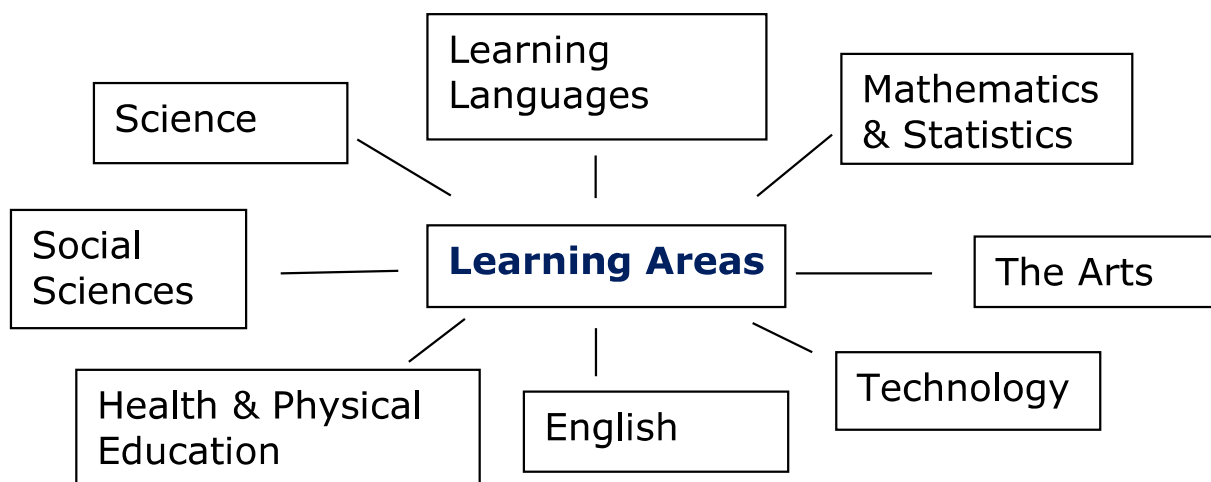 Learning
Languages
Mathematics
& Statistics
Science
Social
Sciences
Learning Areas
The Arts
Technology
Health & Physical
Education
English